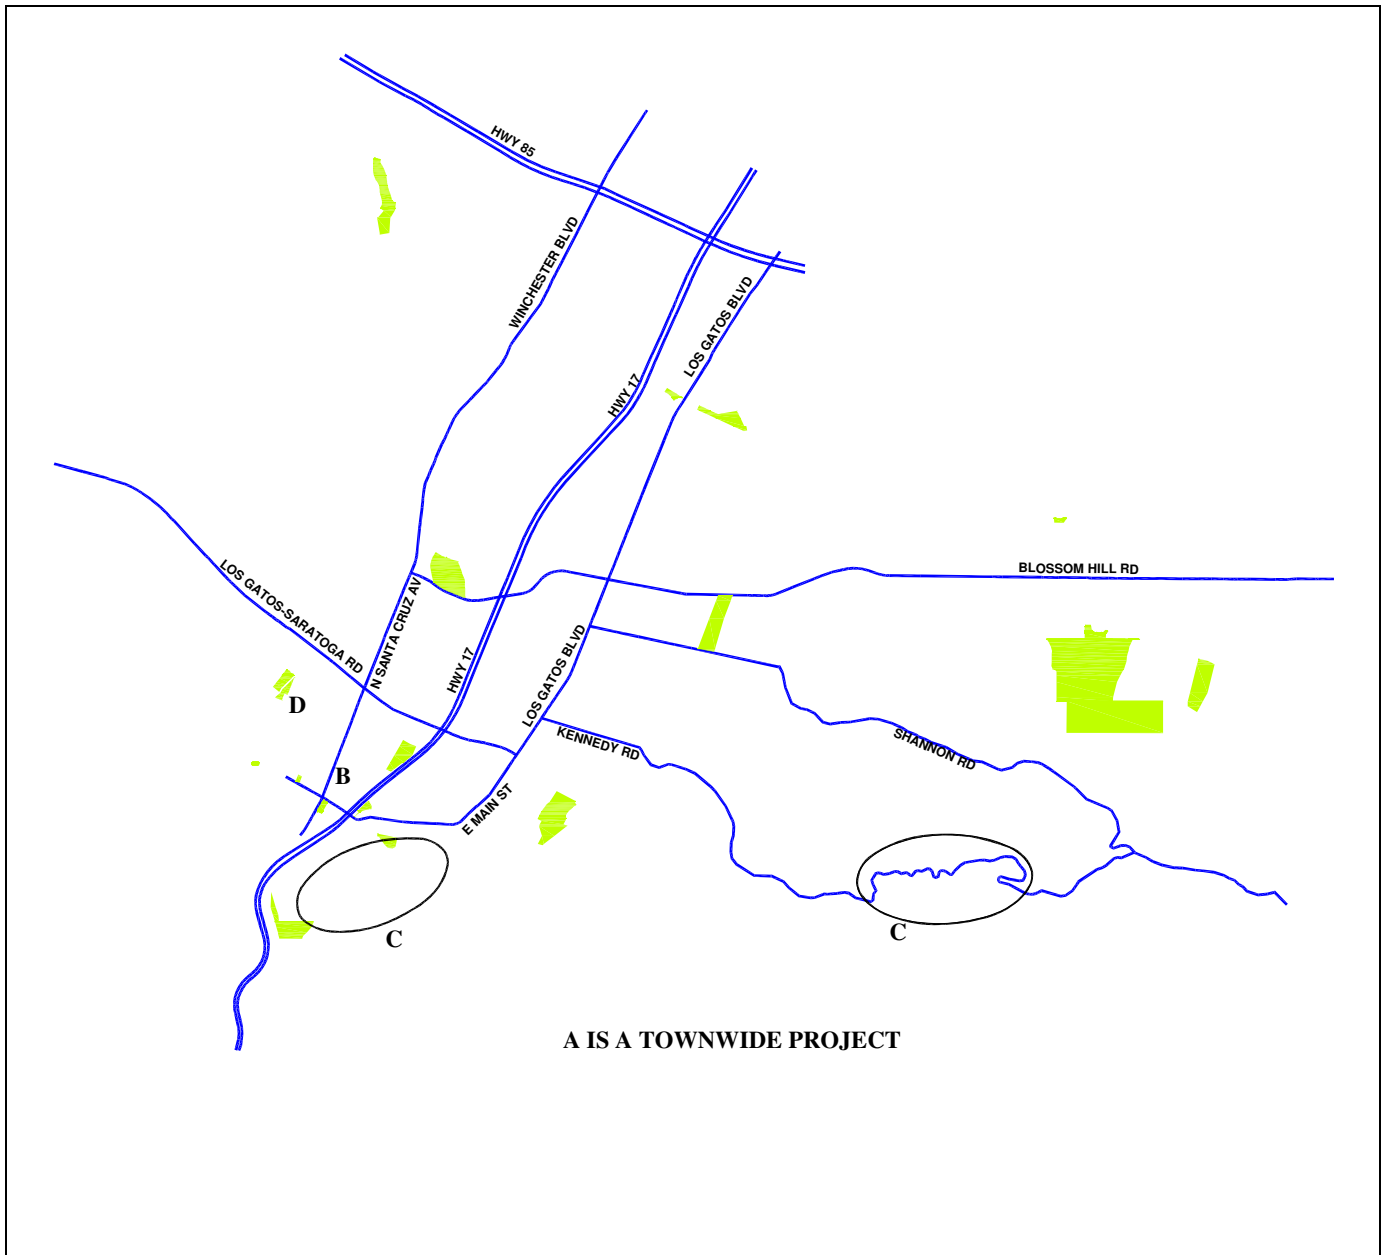 HWY 85
WINCHESTER BLVD
LOS GATOS BLVD
HWY 17
BLOSSOM HILL RD
LOS GATOS-SARATOGA RD
N SANTA CRUZ AV
HWY 17
LOS GATOS BLVD
D
KENNEDY RD
SHANNON RD
B
E MAIN ST
C
C
A IS A TOWNWIDE PROJECT